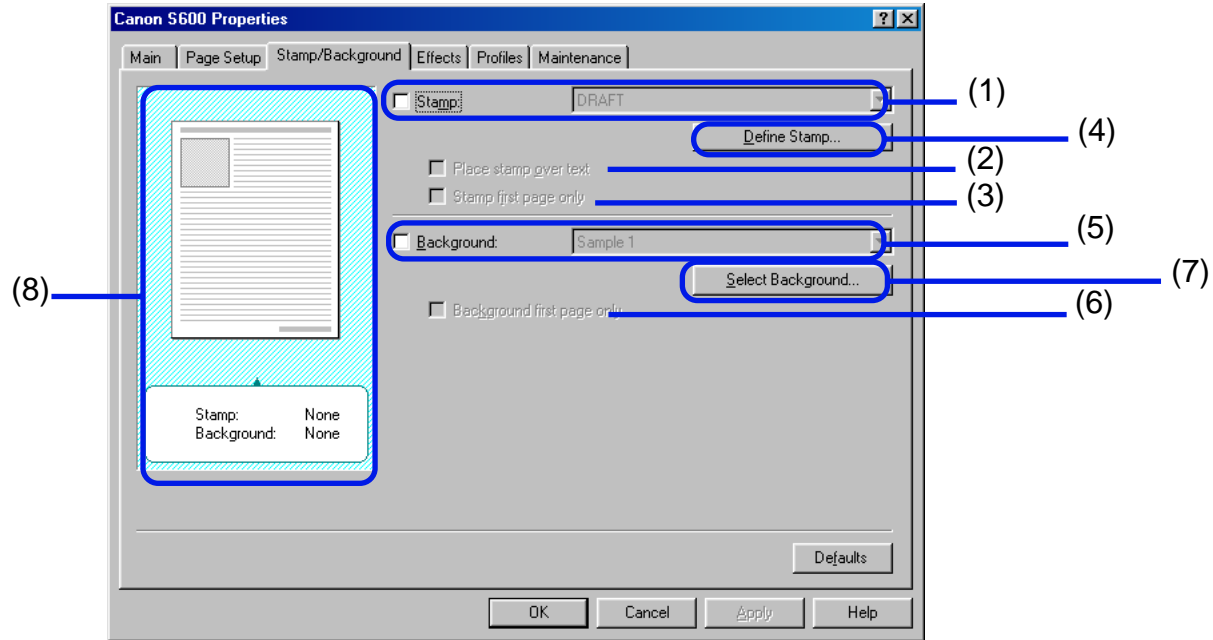 Canon S600 Properties
Main Page Setup Stamp/Background Effects Profiles Maintenance
Stamp: DRAFT (1)
Define Stamp... (4)
Place stamp over text (2)
Stamp first page only (3)
Background: Sample 1 (5)
Select Background... (7)
(8)
Background first page only (6)
Stamp: None
Background: None
Defaults
OK Cancel Apply Help